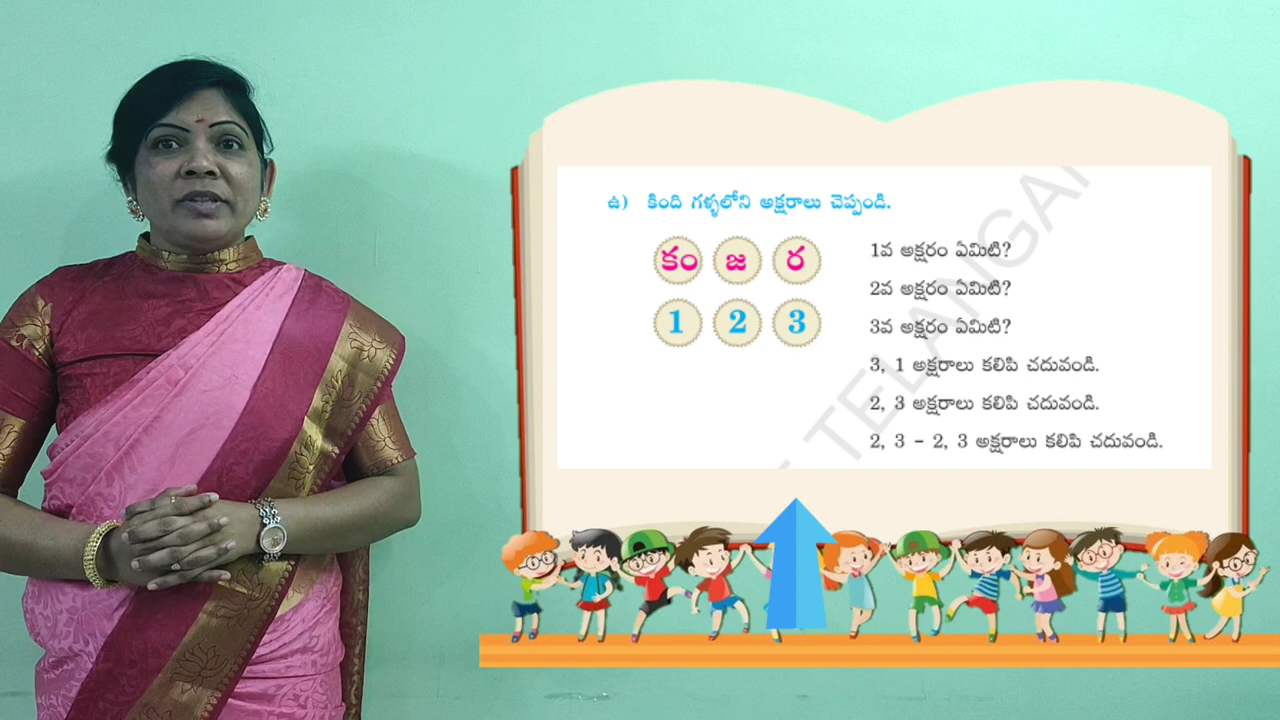 ఉ) కింది గళ్ళలోని అక్షరాలు చెప్పండి.
కం జ ర
1 2 3
1వ అక్షరం ఏమిటి?
2వ అక్షరం ఏమిటి?
3వ అక్షరం ఏమిటి?
3, 1 అక్షరాలు కలిపి చదువండి.
2, 3 అక్షరాలు కలిపి చదువండి.
2, 3 - 2, 3 అక్షరాలు కలిపి చదువండి.